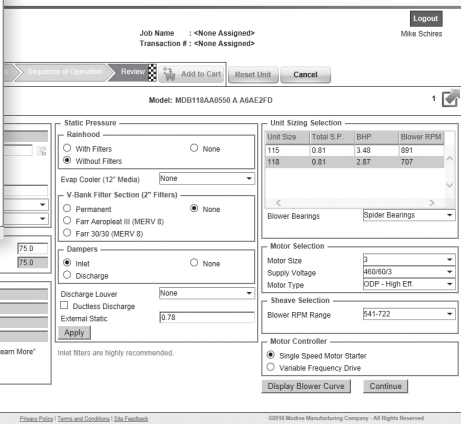 Logout
Job Name : <None Assigned>
Mike Schires
Transaction # : <None Assigned>
Sequence of Operation
Review
Add to Cart
Reset Unit
Cancel
Model: MDB118AA0550 A A6AE2FD
1
Static Pressure
Rainhood
With Filters
None
Without Filters
Evap Cooler (12" Media)
None
V-Bank Filter Section (2" Filters)
Permanent
None
Farr Aeropleat III (MERV 8)
Farr 30/30 (MERV 8)
75.0
75.0
Dampers
Inlet
None
Discharge
Discharge Louver
None
Ductless Discharge
External Static
0.78
Apply
earn More"
Inlet filters are highly recommended.
Unit Sizing Selection
Unit Size Total S.P. BHP Blower RPM
115 0.81 3.48 891
118 0.81 2.87 707
Blower Bearings
Spider Bearings
Motor Selection
Motor Size
3
Supply Voltage
460/60/3
Motor Type
ODP - High Eff.
Sheave Selection
Blower RPM Range
541-722
Motor Controller
Single Speed Motor Starter
Variable Frequency Drive
Display Blower Curve
Continue
Privacy Policy | Terms and Conditions | Site Feedback
©2018 Modine Manufacturing Company - All Rights Reserved